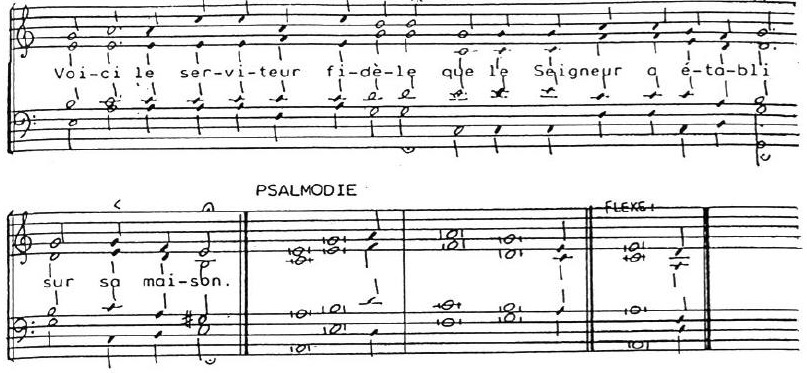 Voi-ci le ser-vi-teur fi-dè-le que le Seigneur a é-ta-bli
PSALMODIE
FLEXE:
sur sa mai-son.